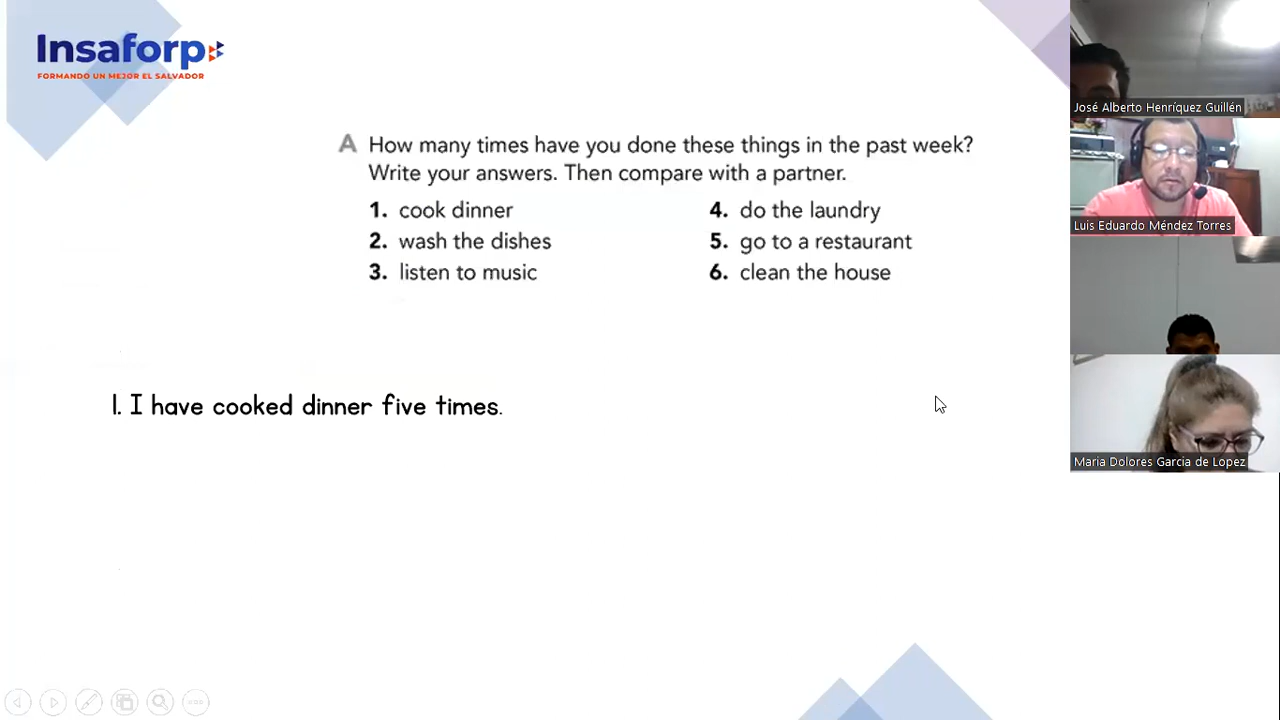 Insaforp
FORMANDO UN MEJOR EL SALVADOR
A How many times have you done these things in the past week?
Write your answers. Then compare with a partner.
1. cook dinner
2. wash the dishes
3. listen to music
4. do the laundry
5. go to a restaurant
6. clean the house
1. I have cooked dinner five times.
José Alberto Henríquez Guillén
Luis Eduardo Méndez Torres
Maria Dolores Garcia de Lopez